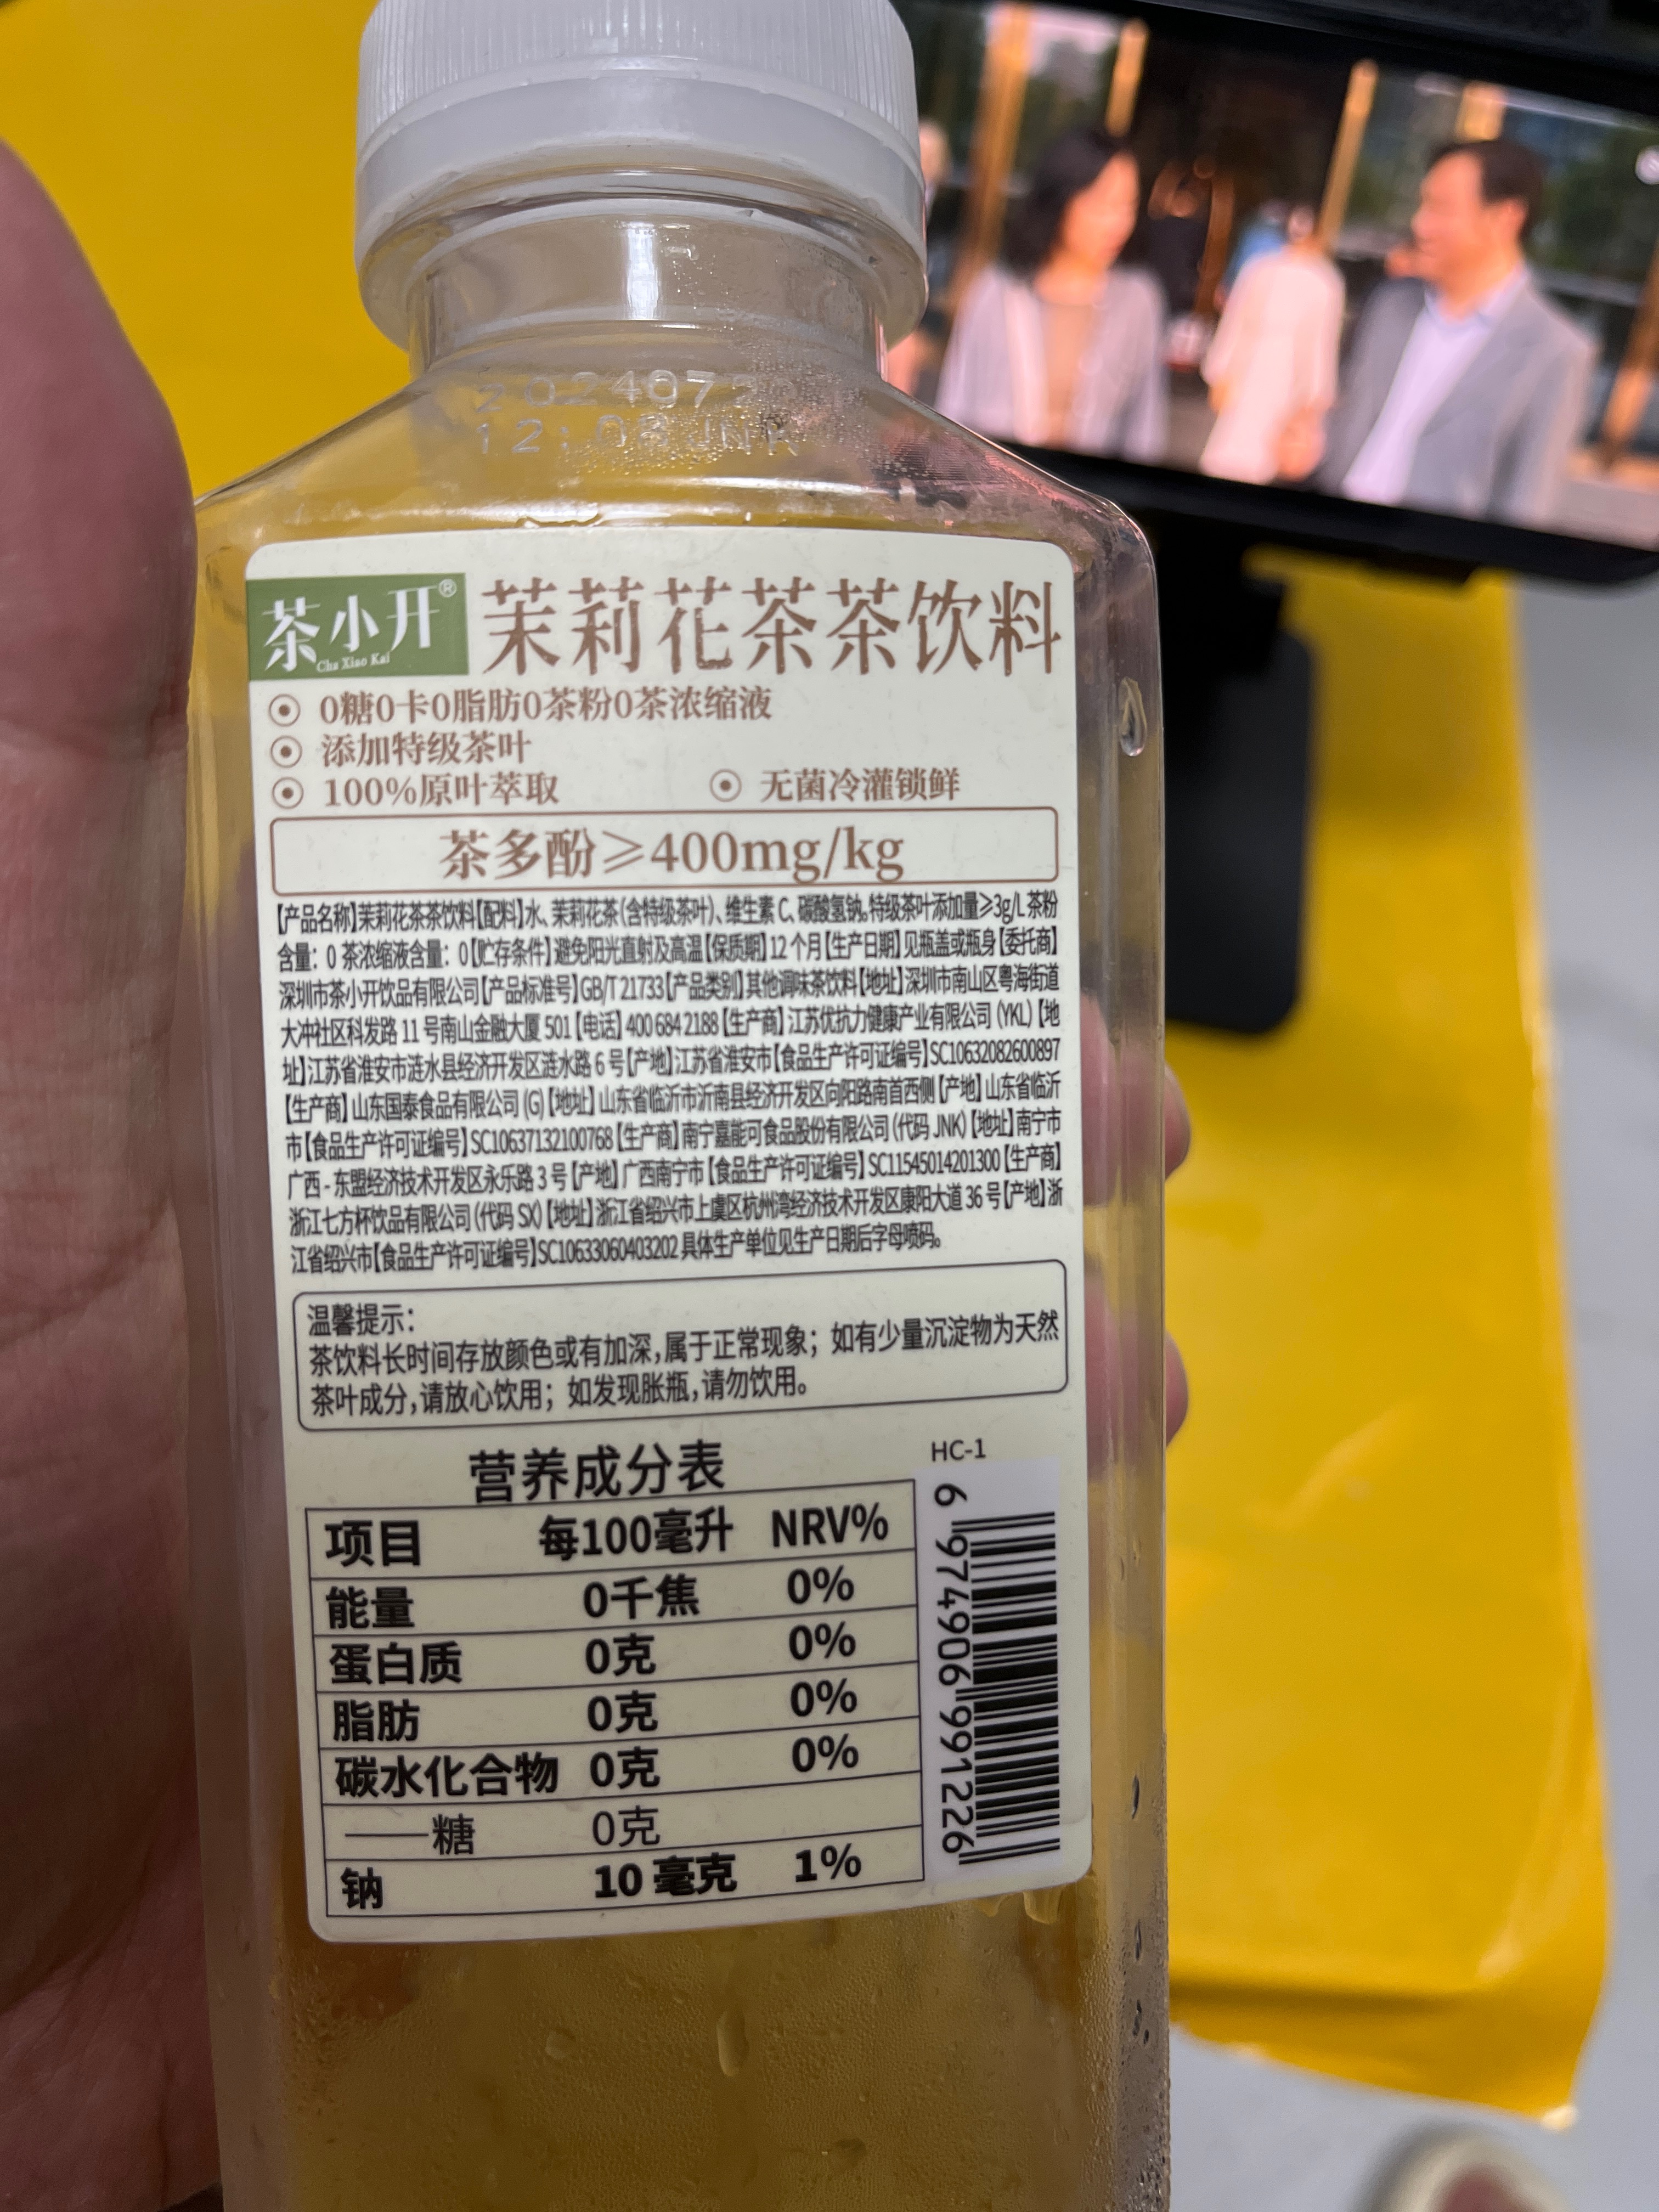 12:08JNK
茶小开®
Cha Xiao Kai
茉莉花茶茶饮料
0糖0卡0脂肪0茶粉0茶浓缩液
添加特级茶叶
100%原叶萃取 无菌冷灌锁鲜
茶多酚≥400mg/kg
【产品名称】茉莉花茶茶饮料【配料】水、茉莉花茶(含特级茶叶)、维生素C、碳酸氢钠。特级茶叶添加量≥3g/L 茶粉
含量：0 茶浓缩液含量：0【贮存条件】避免阳光直射及高温【保质期】12个月【生产日期】见瓶盖或瓶身【委托商】
深圳市茶小开饮品有限公司【产品标准号】GB/T 21733【产品类别】其他调味茶饮料【地址】深圳市南山区粤海街道
大冲社区科发路 11 号南山金融大厦 501【电话】400 684 2188【生产商】江苏优抗力健康产业有限公司 (YKL)【地
址】江苏省淮安市涟水县经济开发区涟水路 6 号【产地】江苏省淮安市【食品生产许可证编号】SC10632082600897
【生产商】山东国泰食品有限公司 (G)【地址】山东省临沂市沂南县经济开发区向阳路南首西侧【产地】山东省临沂
市【食品生产许可证编号】SC10637132100768【生产商】南宁嘉能可食品股份有限公司 (代码 JNK)【地址】南宁市
广西-东盟经济技术开发区永乐路 3 号【产地】广西南宁市【食品生产许可证编号】SC11545014201300【生产商】
浙江七方杯饮品有限公司 (代码 SX)【地址】浙江省绍兴市上虞区杭州湾经济技术开发区康阳大道 36 号【产地】浙
江省绍兴市【食品生产许可证编号】SC10633060403202 具体生产单位见生产日期后字母喷码。
温馨提示：
茶饮料长时间存放颜色或有加深，属于正常现象；如有少量沉淀物为天然
茶叶成分，请放心饮用；如发现胀瓶，请勿饮用。
营养成分表
项目 每100毫升 NRV%
能量 0千焦 0%
蛋白质 0克 0%
脂肪 0克 0%
碳水化合物 0克 0%
——糖 0克
钠 10 毫克 1%
HC-1
6 974906 991226